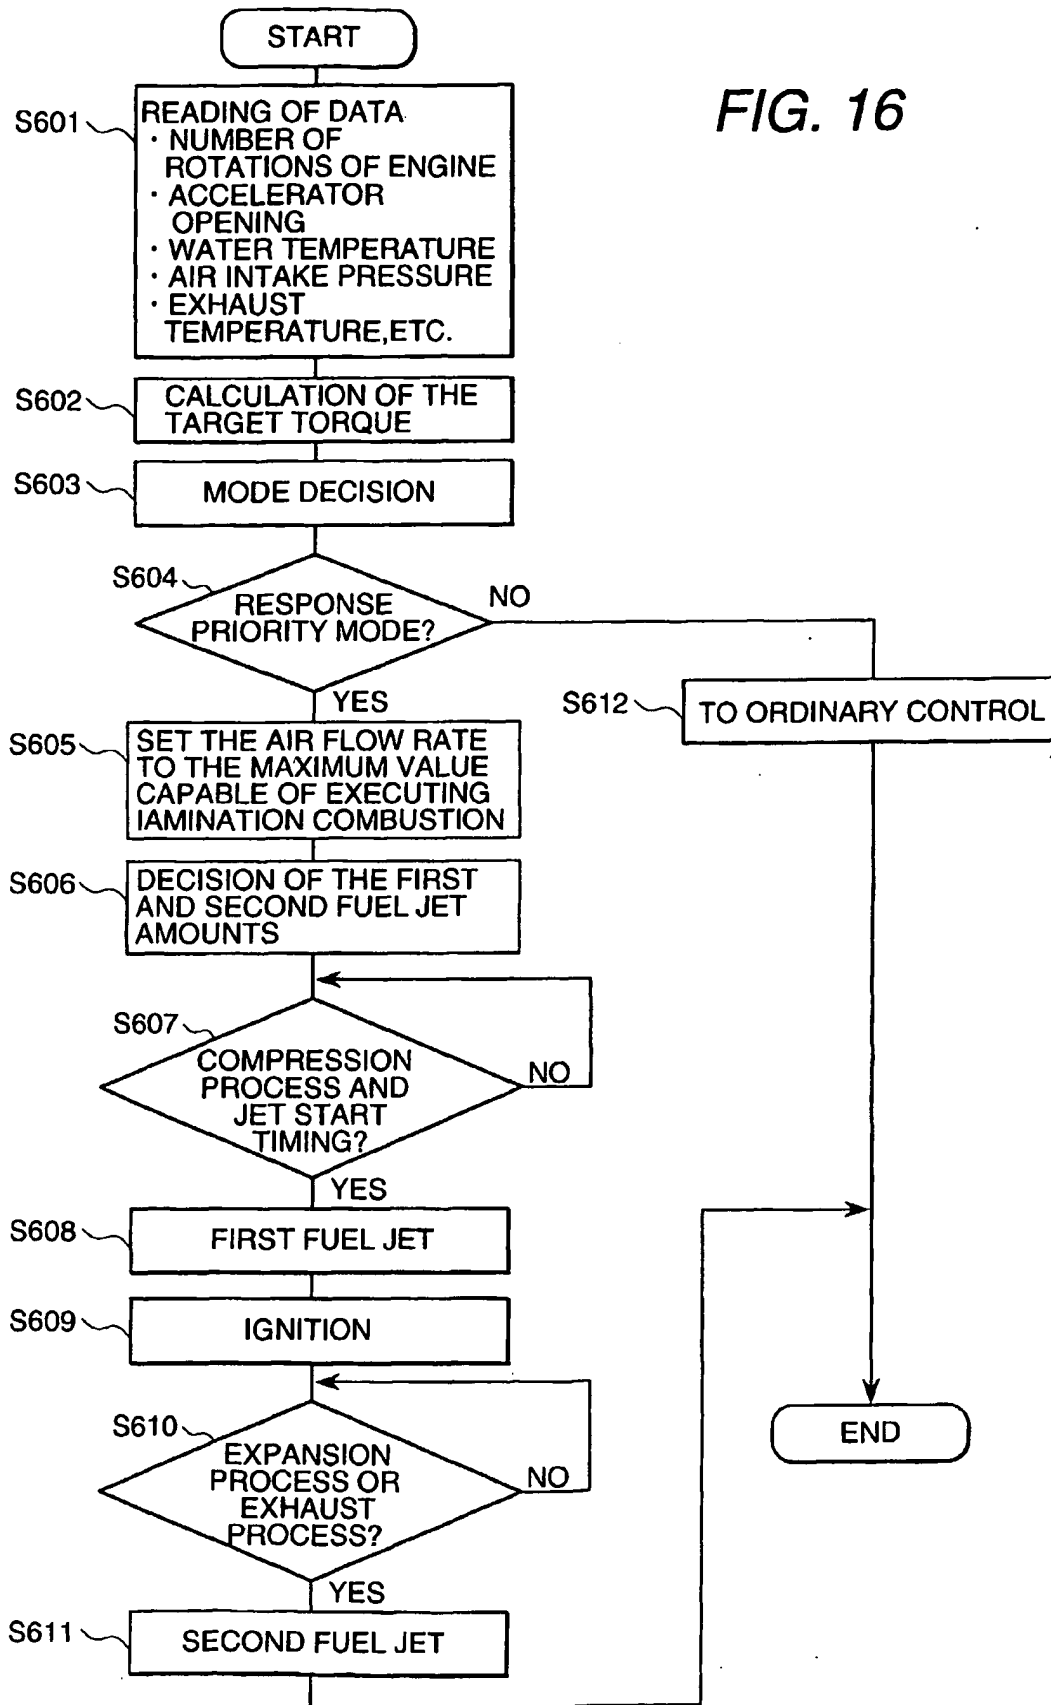 START
FIG. 16
S601
READING OF DATA
· NUMBER OF
ROTATIONS OF ENGINE
· ACCELERATOR
OPENING
· WATER TEMPERATURE
· AIR INTAKE PRESSURE
· EXHAUST
TEMPERATURE,ETC.
S602
CALCULATION OF THE
TARGET TORQUE
S603
MODE DECISION
S604
RESPONSE
PRIORITY MODE?
NO
YES
S612
TO ORDINARY CONTROL
S605
SET THE AIR FLOW RATE
TO THE MAXIMUM VALUE
CAPABLE OF EXECUTING
IAMINATION COMBUSTION
S606
DECISION OF THE FIRST
AND SECOND FUEL JET
AMOUNTS
S607
COMPRESSION
PROCESS AND
JET START
TIMING?
NO
YES
S608
FIRST FUEL JET
S609
IGNITION
S610
EXPANSION
PROCESS OR
EXHAUST
PROCESS?
NO
YES
END
S611
SECOND FUEL JET